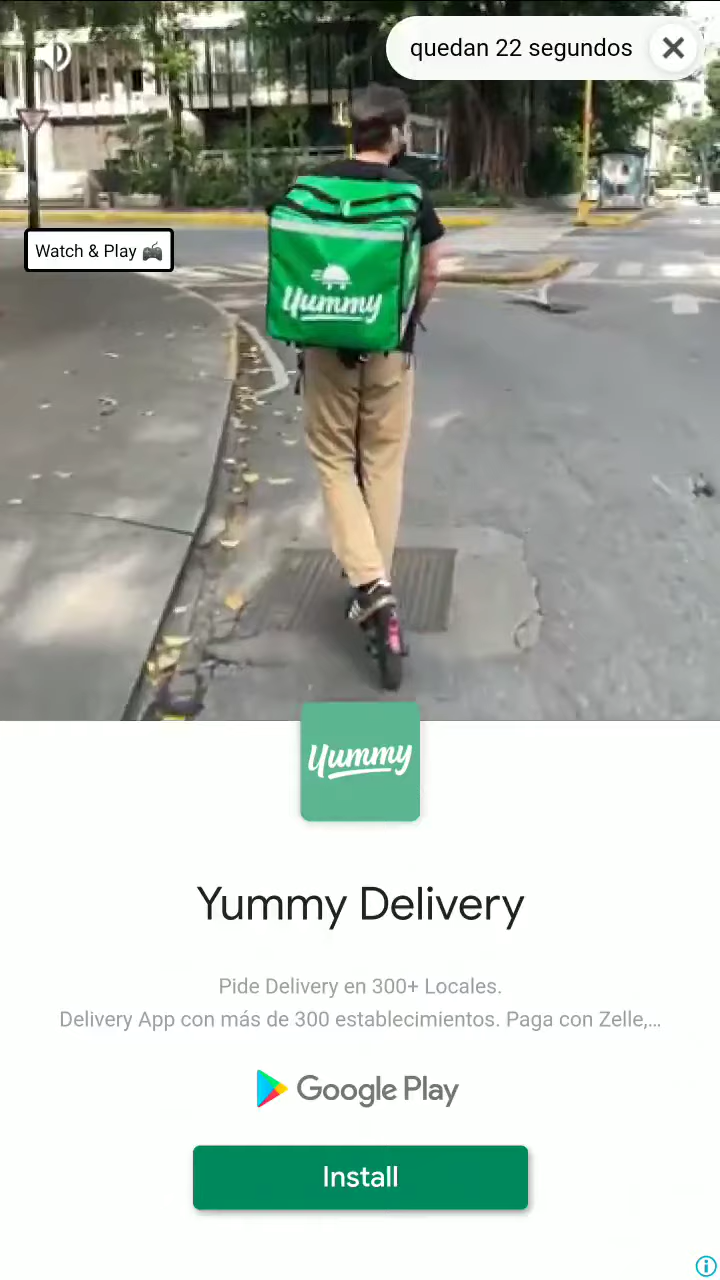 quedan 22 segundos
Watch & Play 🎮
Yummy
Yummy
Yummy Delivery
Pide Delivery en 300+ Locales.
Delivery App con más de 300 establecimientos. Paga con Zelle,...
Google Play
Install